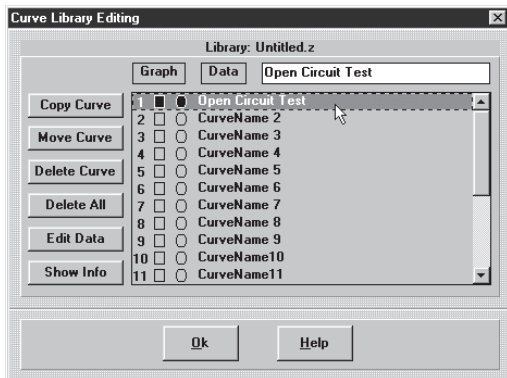 Curve Library Editing
Library: Untitled.z
Graph Data Open Circuit Test
Copy Curve
Move Curve
Delete Curve
Delete All
Edit Data
Show Info
1 Open Circuit Test
2 CurveName 2
3 CurveName 3
4 CurveName 4
5 CurveName 5
6 CurveName 6
7 CurveName 7
8 CurveName 8
9 CurveName 9
10 CurveName10
11 CurveName11
Ok Help